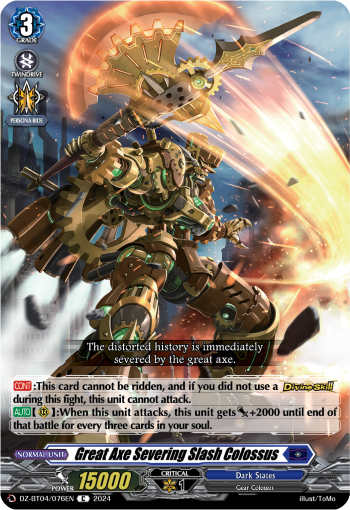 3
GRADE
TWINDRIVE
PERSONA RIDE
The distorted history is immediately
severed by the great axe.
CONT:This card cannot be ridden, and if you did not use a Divine Skill
during this fight, this unit cannot attack.
AUTO( R ):When this unit attacks, this unit gets +2000 until end of
that battle for every three cards in your soul.
NORMAL UNIT Great Axe Severing Slash Colossus
POWER 15000 CRITICAL 1 Dark States
Gear Colossus
DZ-BT04/076EN C 2024 illust/ToMo